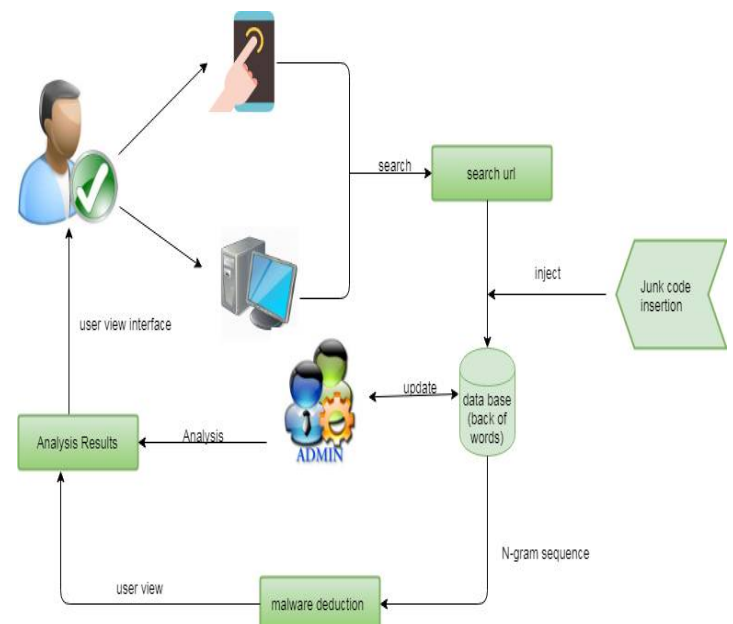 search
search url
inject
Junk code
insertion
user view interface
update
data base
(back of
words)
Analysis Results
Analysis
ADMIN
N-gram sequence
user view
malware deduction